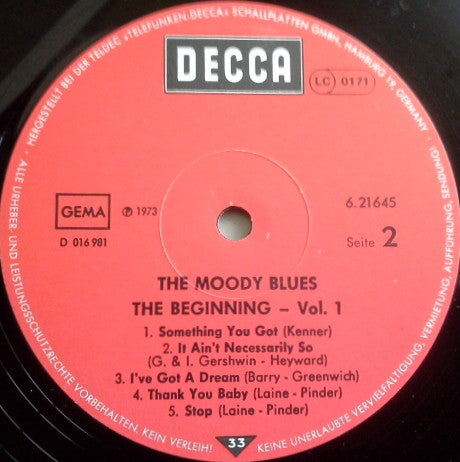 HERGESTELLT BEI DER TELDEC »TELEFUNKEN-DECCA« SCHALLPLATTEN GMBH, HAMBURG 19, GERMANY
DECCA
LC 0171
GEMA
D 016 981
℗ 1973
6.21645
Seite 2
THE MOODY BLUES
THE BEGINNING – Vol. 1
1. Something You Got (Kenner)
2. It Ain't Necessarily So
(G. & I. Gershwin - Heyward)
3. I've Got A Dream (Barry - Greenwich)
4. Thank You Baby (Laine - Pinder)
5. Stop (Laine - Pinder)
33
ALLE URHEBER- UND LEISTUNGSSCHUTZRECHTE VORBEHALTEN. KEIN VERLEIH! KEINE UNERLAUBTE VERVIELFÄLTIGUNG, VERMIETUNG, AUFFÜHRUNG, SENDUNG!